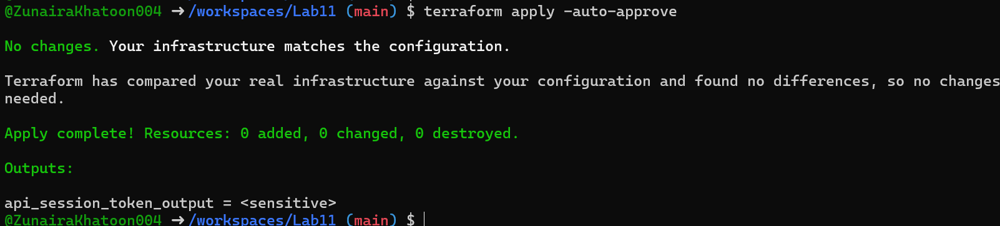 @ZunairaKhatoon004 ➜ /workspaces/Lab11 (main) $ terraform apply -auto-approve
No changes. Your infrastructure matches the configuration.
Terraform has compared your real infrastructure against your configuration and found no differences, so no changes
needed.
Apply complete! Resources: 0 added, 0 changed, 0 destroyed.
Outputs:
api_session_token_output = <sensitive>
@ZunairaKhatoon004 ➜ /workspaces/Lab11 (main) $